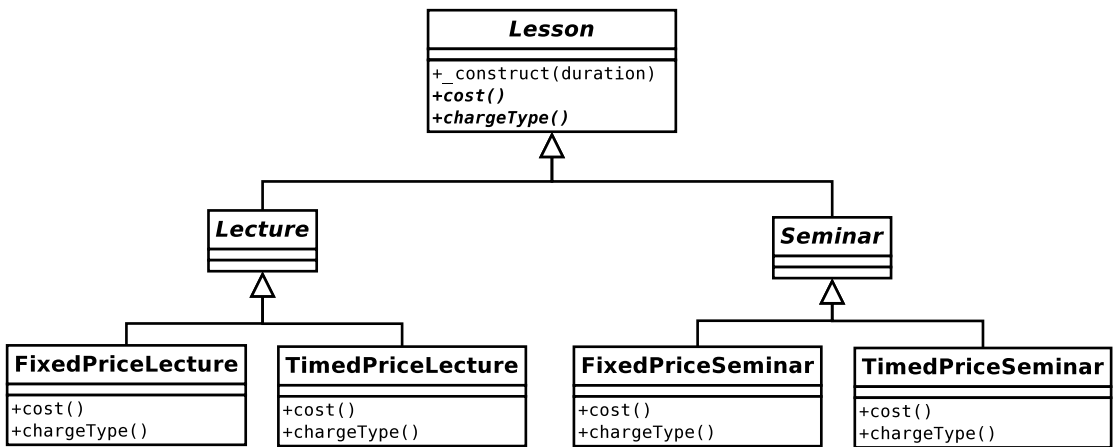 Lesson
+_construct(duration)
+cost()
+chargeType()
Lecture
Seminar
FixedPriceLecture
+cost()
+chargeType()
TimedPriceLecture
+cost()
+chargeType()
FixedPriceSeminar
+cost()
+chargeType()
TimedPriceSeminar
+cost()
+chargeType()